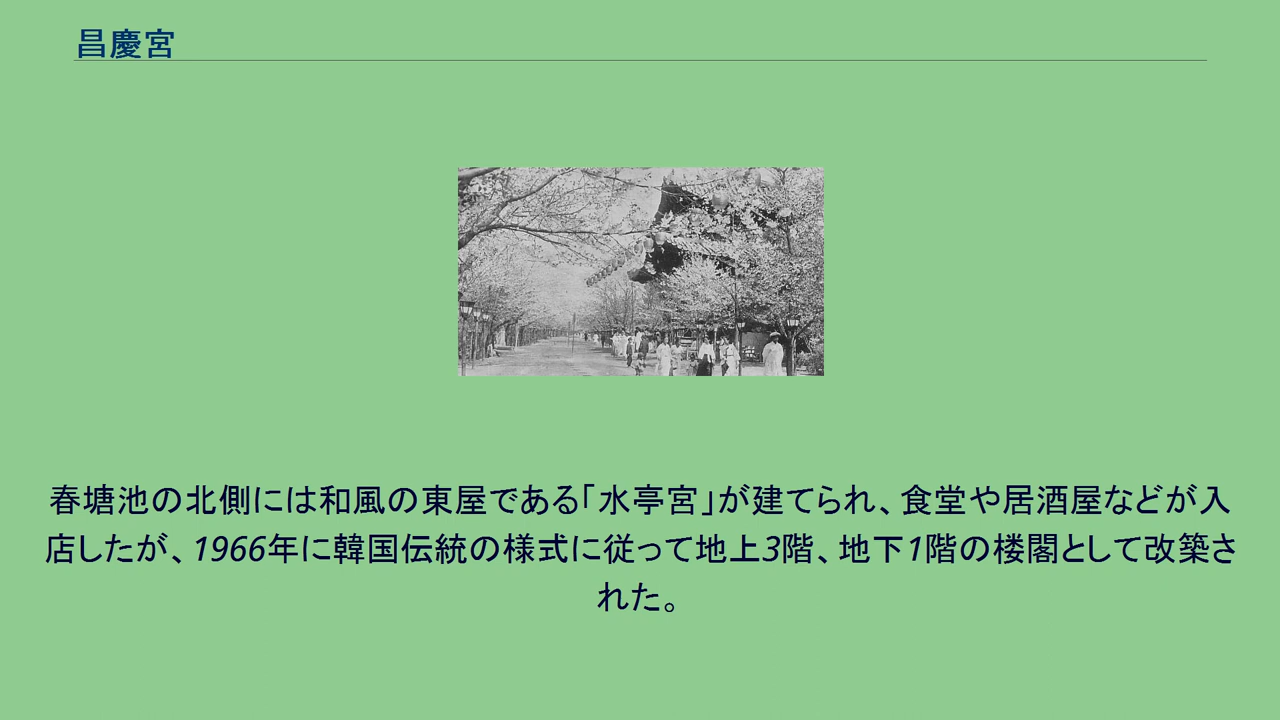 昌慶宮
春塘池の北側には和風の東屋である「水亭宮」が建てられ、食堂や居酒屋などが入
店したが、1966年に韓国伝統の様式に従って地上3階、地下1階の楼閣として改築さ
れた。